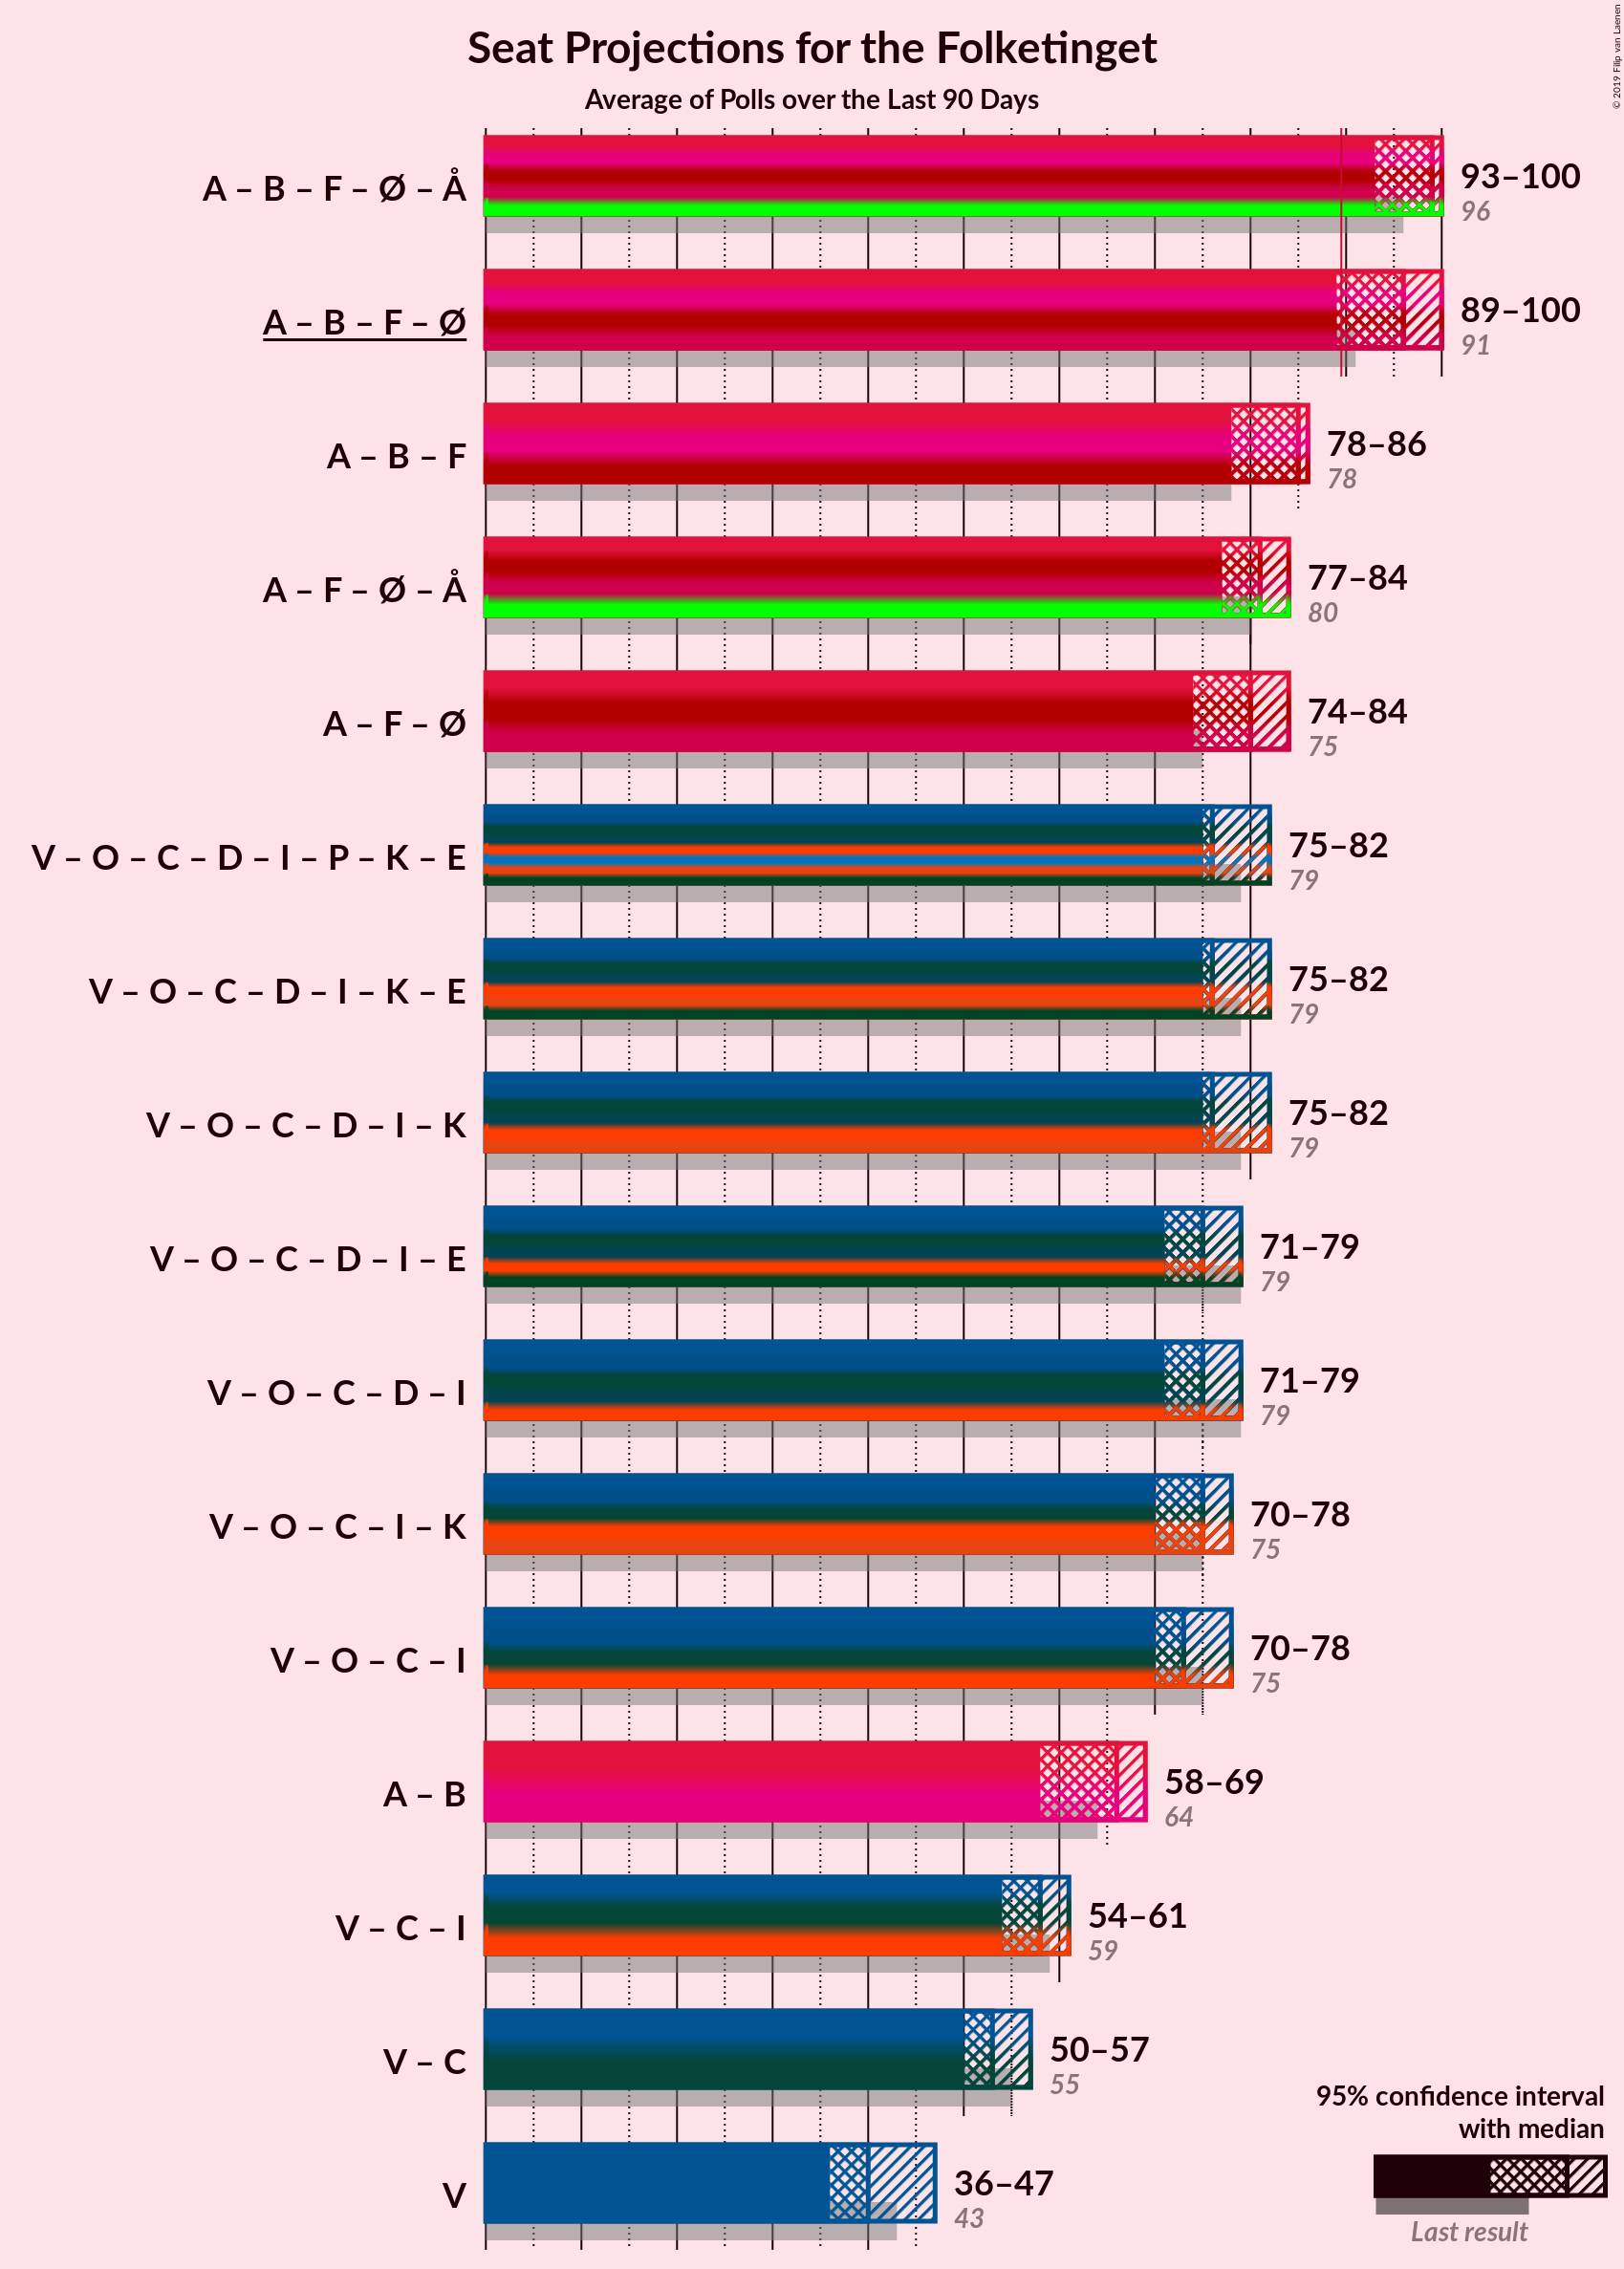 Seat Projections for the Folketinget
Average of Polls over the Last 90 Days
© 2019 Filip van Laenen
A – B – F – Ø – Å
93–100
96
A – B – F – Ø
89–100
91
A – B – F
78–86
78
A – F – Ø – Å
77–84
80
A – F – Ø
74–84
75
V – O – C – D – I – P – K – E
75–82
79
V – O – C – D – I – K – E
75–82
79
V – O – C – D – I – K
75–82
79
V – O – C – D – I – E
71–79
79
V – O – C – D – I
71–79
79
V – O – C – I – K
70–78
75
V – O – C – I
70–78
75
A – B
58–69
64
V – C – I
54–61
59
V – C
50–57
55
V
36–47
43
95% confidence interval
with median
Last result